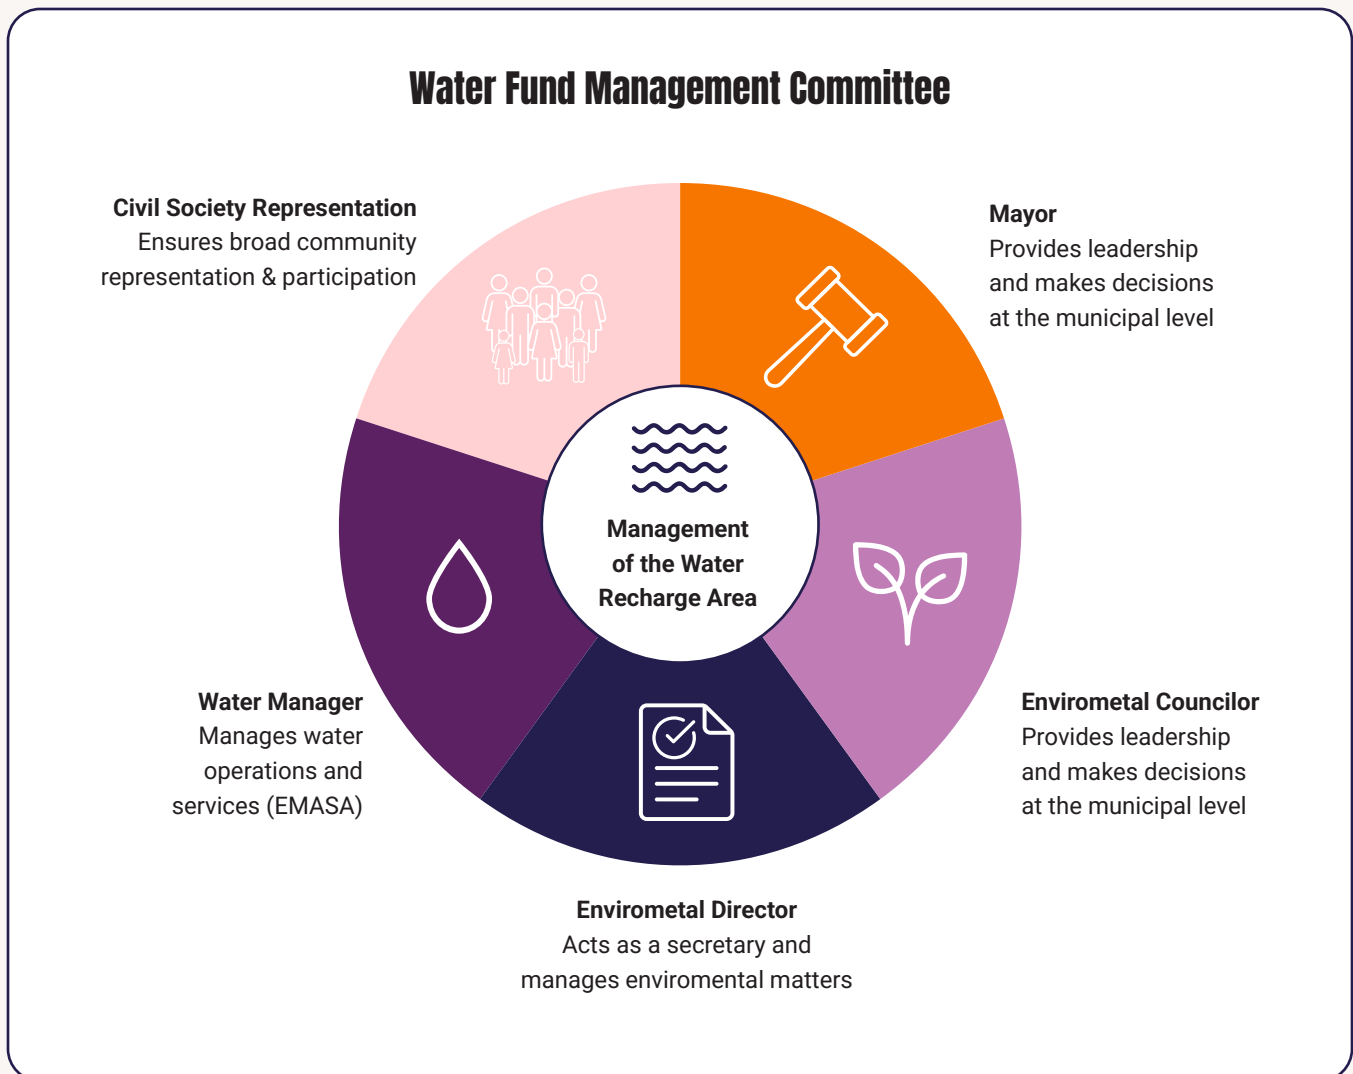 Water Fund Management Committee
Civil Society Representation
Ensures broad community
representation & participation
Mayor
Provides leadership
and makes decisions
at the municipal level
Management
of the Water
Recharge Area
Water Manager
Manages water
operations and
services (EMASA)
Envirometal Councilor
Provides leadership
and makes decisions
at the municipal level
Envirometal Director
Acts as a secretary and
manages enviromental matters